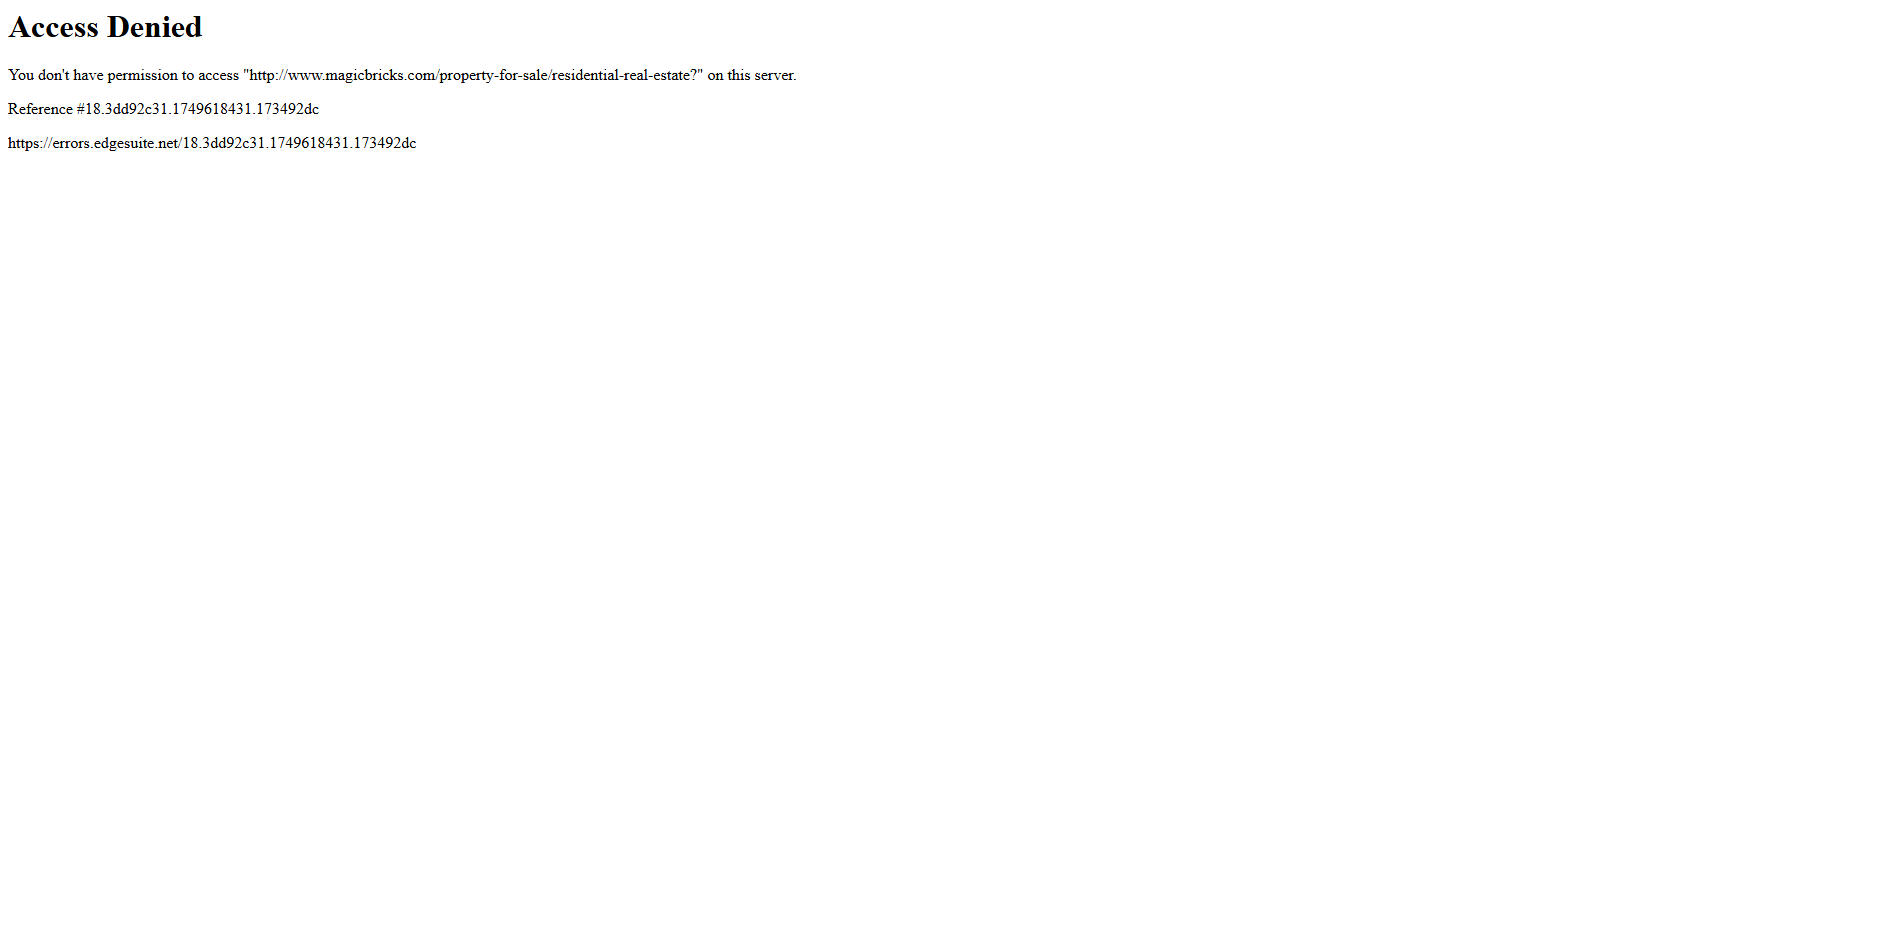 Access Denied
You don't have permission to access "http://www.magicbricks.com/property-for-sale/residential-real-estate?" on this server.
Reference #18.3dd92c31.1749618431.173492dc
https://errors.edgesuite.net/18.3dd92c31.1749618431.173492dc